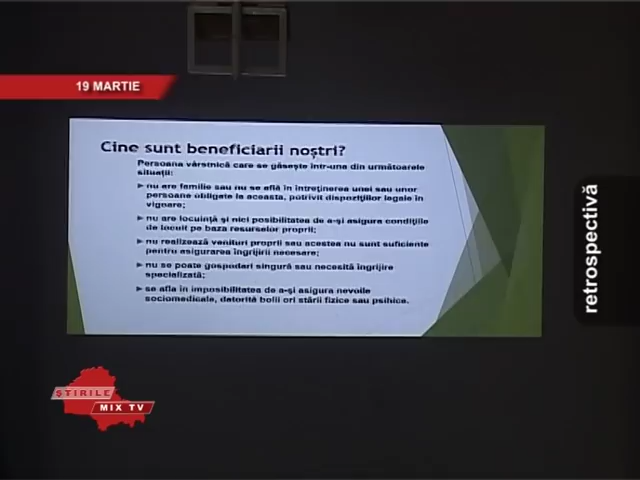 19 MARTIE
Cine sunt beneficiarii noștri?
Persoana vârstnică care se găsește într-una din următoarele
situații:
nu are familie sau nu se află în întreținerea unei sau unor
persoane obligate la aceasta, potrivit dispozițiilor legale în
vigoare;
nu are locuință și nici posibilitatea de a-și asigura condițiile
de locuit pe baza resurselor proprii;
nu realizează venituri proprii sau acestea nu sunt suficiente
pentru asigurarea îngrijirii necesare;
nu se poate gospodari singură sau necesită îngrijire
specializată;
se afla în imposibilitatea de a-și asigura nevoile
sociomedicale, datorită bolii ori stării fizice sau psihice.
retrospectivă
ȘTIRILE
MIX TV